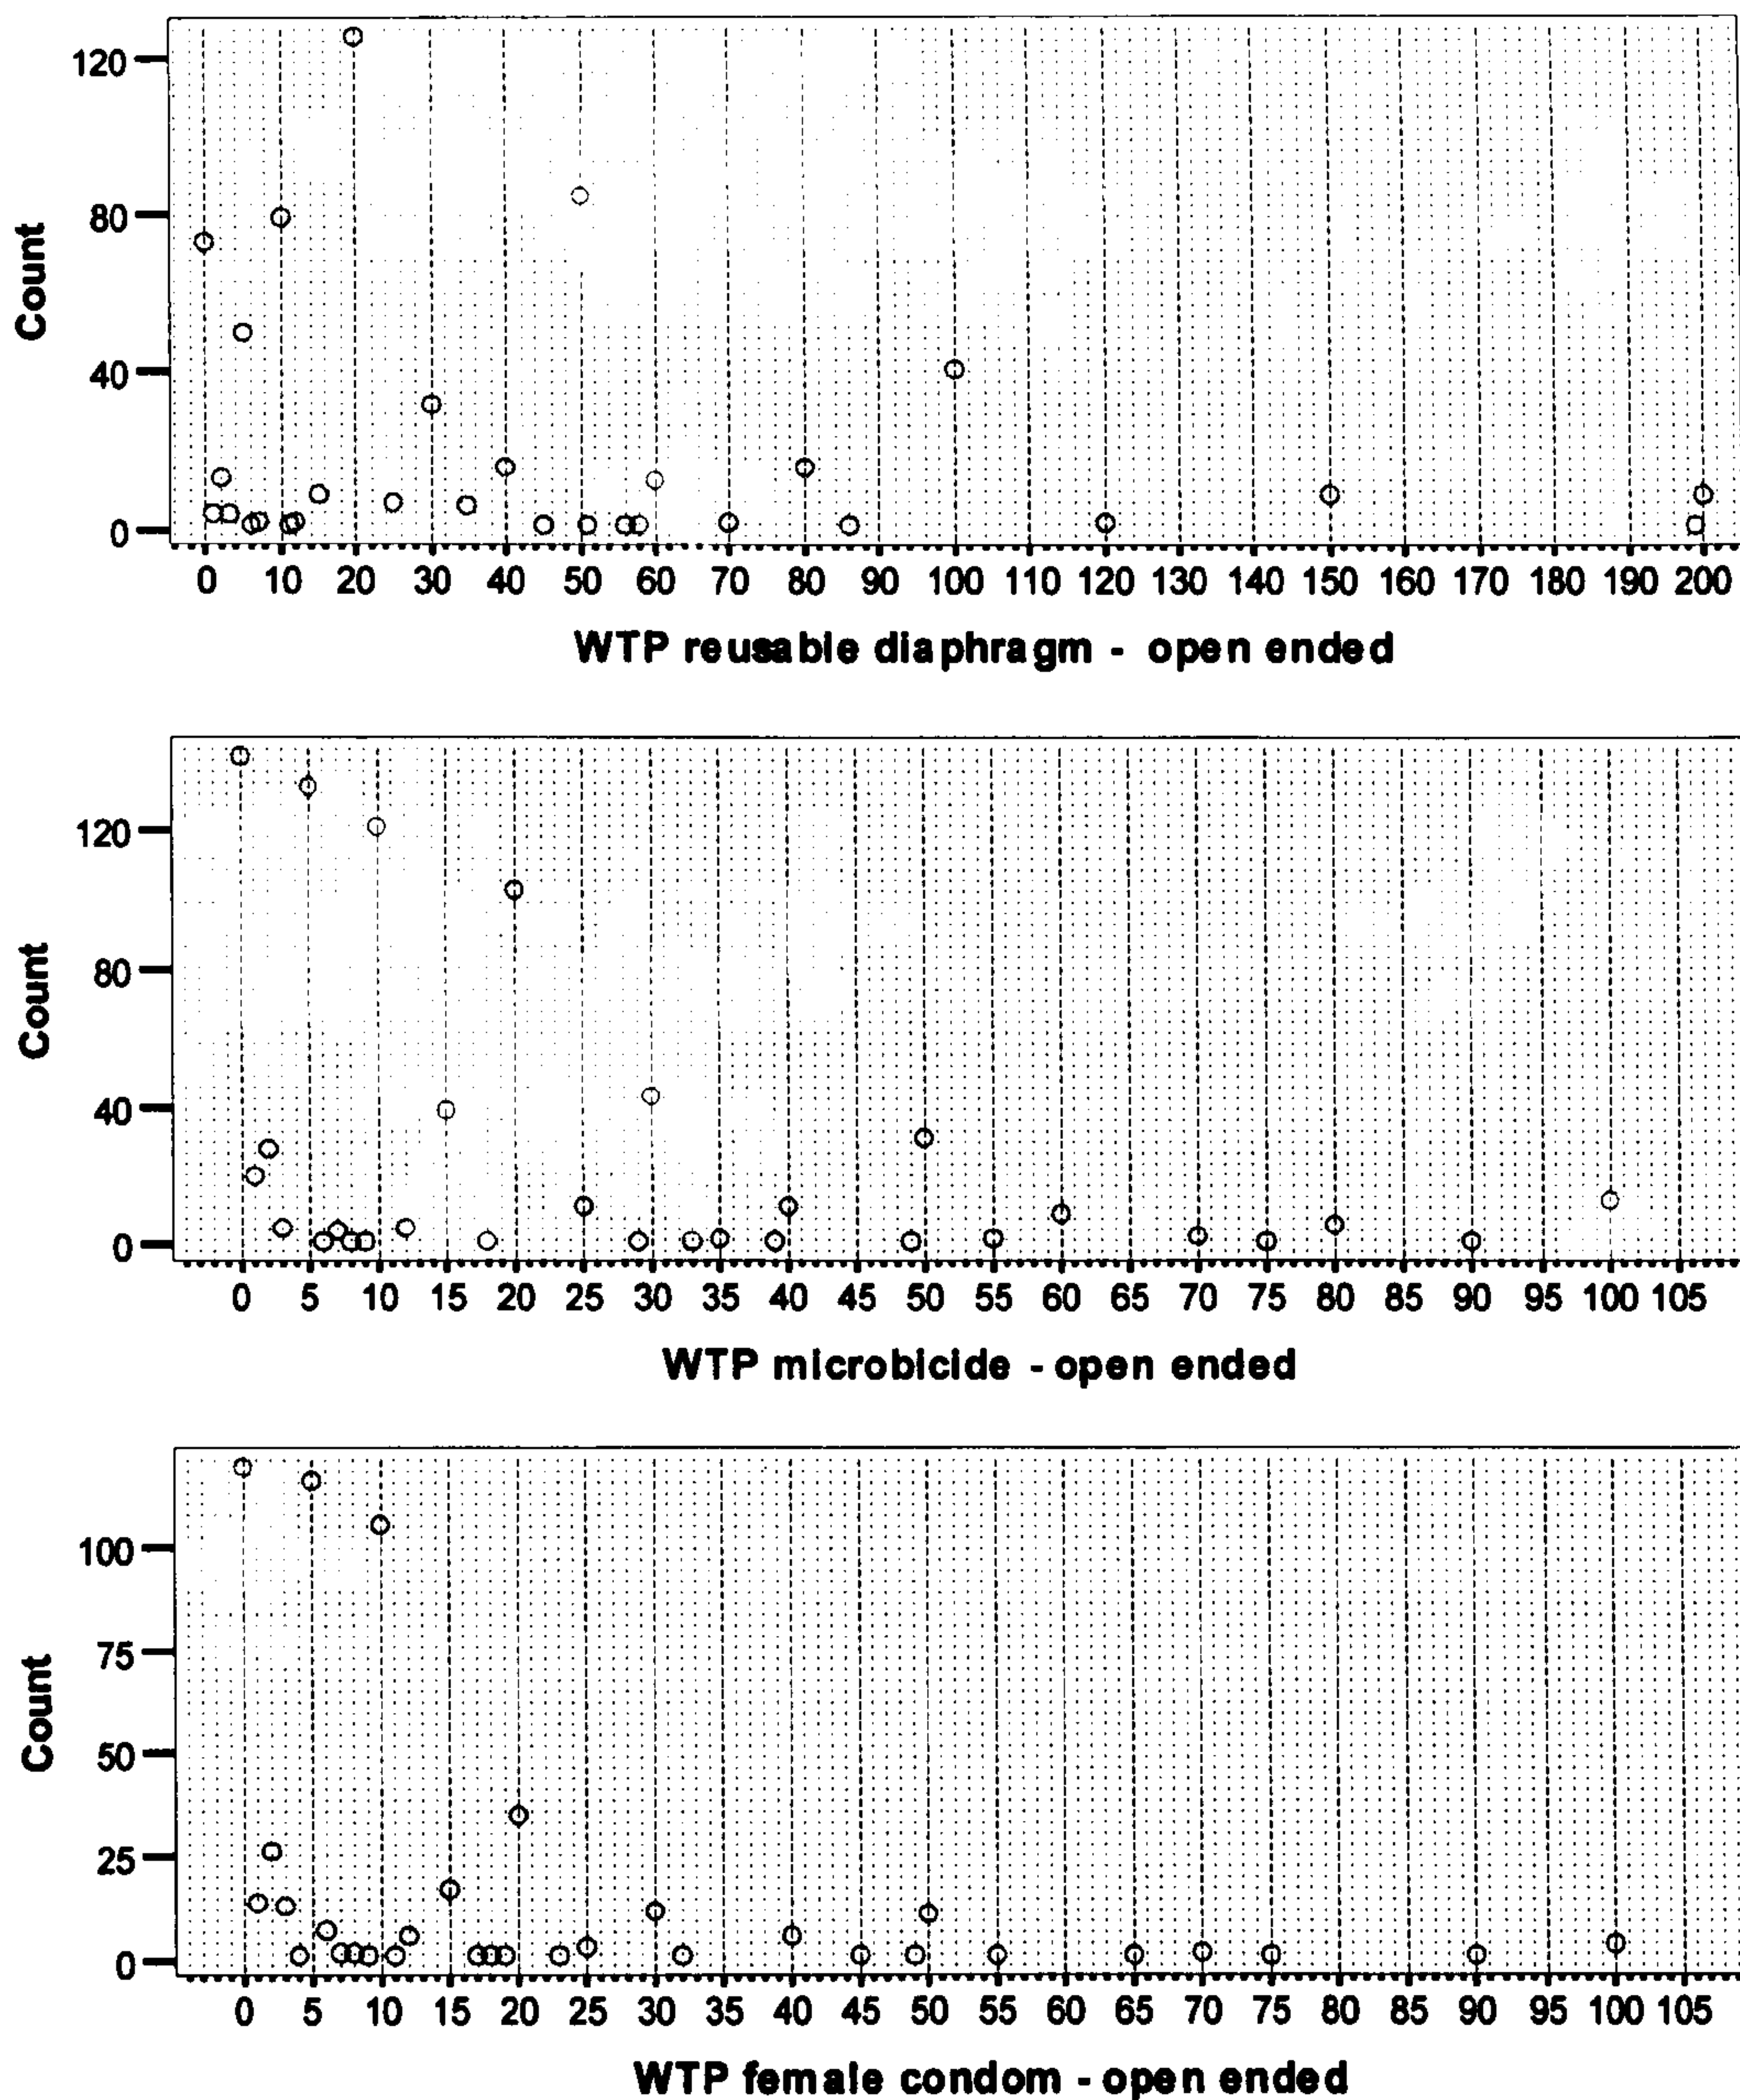 120
80
40
0
Count
0 10 20 30 40 50 60 70 80 90 100 110 120 130 140 150 160 170 180 190 200
WTP reusable diaphragm - open ended
120
80
40
0
Count
0 5 10 15 20 25 30 35 40 45 50 55 60 65 70 75 80 85 90 95 100 105
WTP microbicide - open ended
100
75
50
25
0
Count
0 5 10 15 20 25 30 35 40 45 50 55 60 65 70 75 80 85 90 95 100 105
WTP female condom - open ended